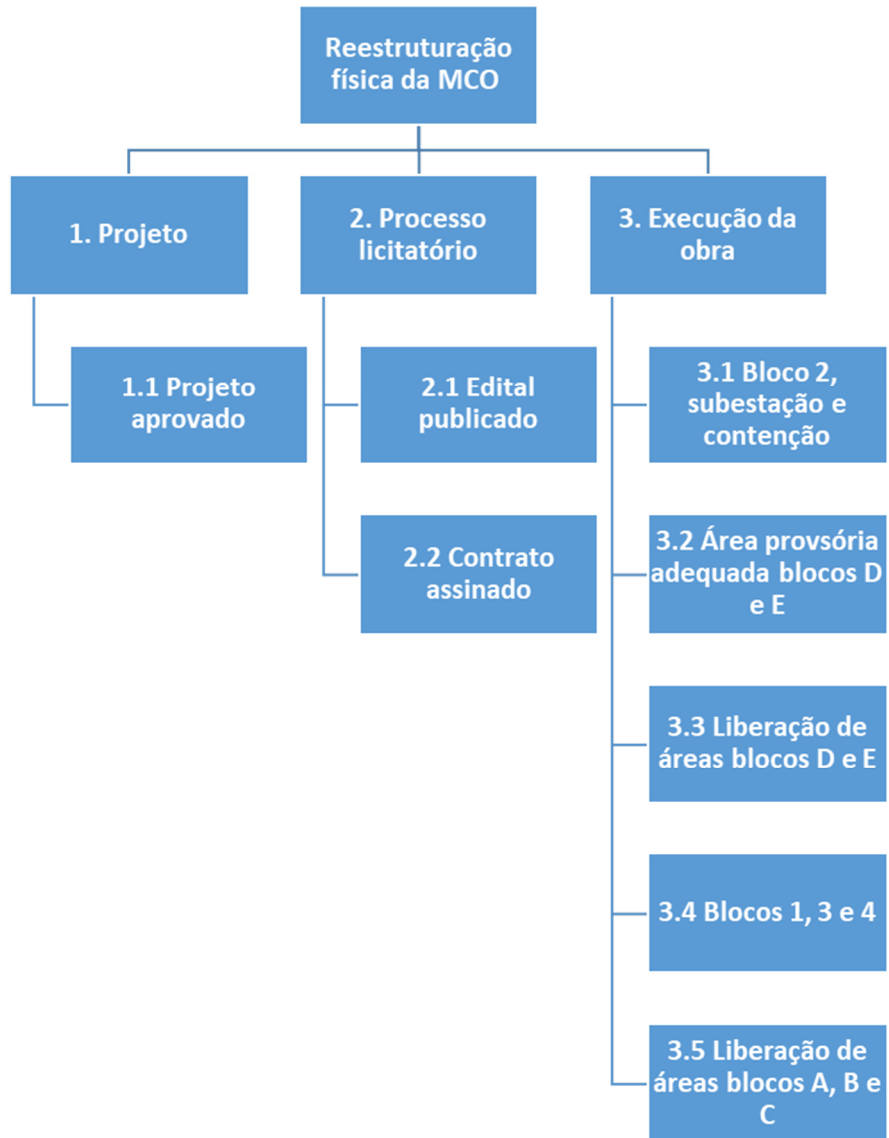 Reestruturação
física da MCO
1. Projeto
2. Processo
licitatório
3. Execução da
obra
1.1 Projeto
aprovado
2.1 Edital
publicado
3.1 Bloco 2,
subestação e
contenção
2.2 Contrato
assinado
3.2 Área provsória
adequada blocos D
e E
3.3 Liberação de
áreas blocos D e E
3.4 Blocos 1, 3 e 4
3.5 Liberação de
áreas blocos A, B e
C